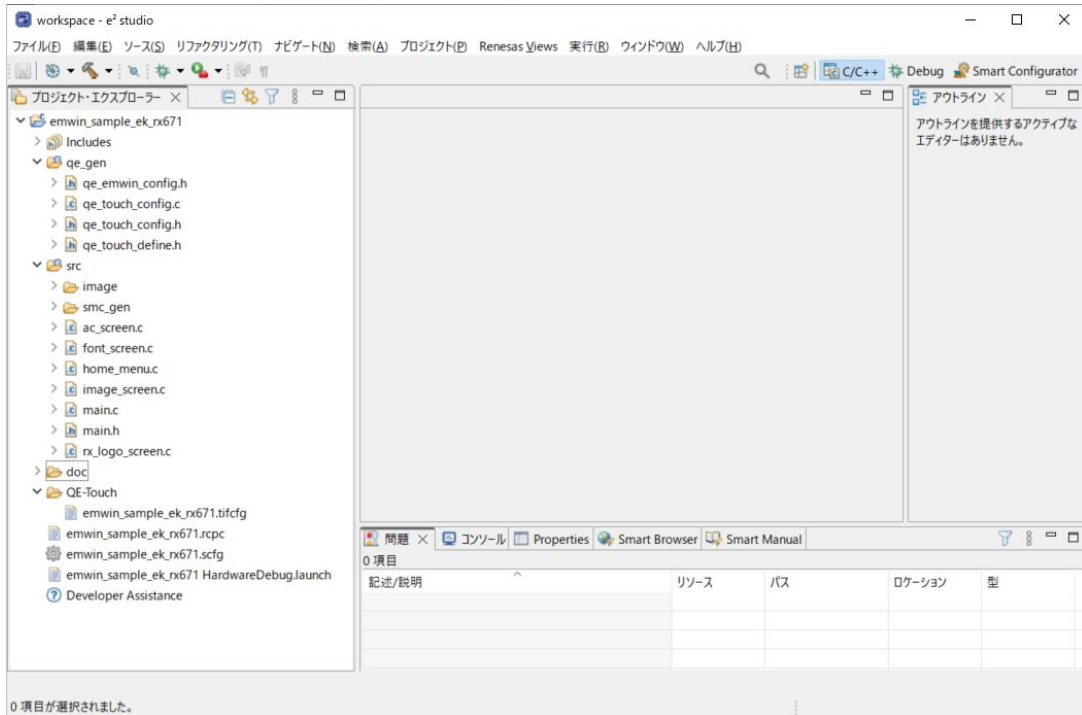 workspace - e² studio
ファイル(F) 編集(E) ソース(S) リファクタリング(T) ナビゲート(N) 検索(A) プロジェクト(P) Renesas Views 実行(R) ウィンドウ(W) ヘルプ(H)
C/C++ Debug Smart Configurator
プロジェクト・エクスプローラー
emwin_sample_ek_rx671
Includes
qe_gen
qe_emwin_config.h
qe_touch_config.c
qe_touch_config.h
qe_touch_define.h
src
image
smc_gen
ac_screen.c
font_screen.c
home_menu.c
image_screen.c
main.c
main.h
rx_logo_screen.c
doc
QE-Touch
emwin_sample_ek_rx671.tifcfg
emwin_sample_ek_rx671.rcpc
emwin_sample_ek_rx671.scfg
emwin_sample_ek_rx671 HardwareDebug.launch
Developer Assistance
アウトライン
アウトラインを提供するアクティブな
エディターはありません。
問題 コンソール Properties Smart Browser Smart Manual
0 項目
記述/説明 リソース パス ロケーション 型
0 項目が選択されました。